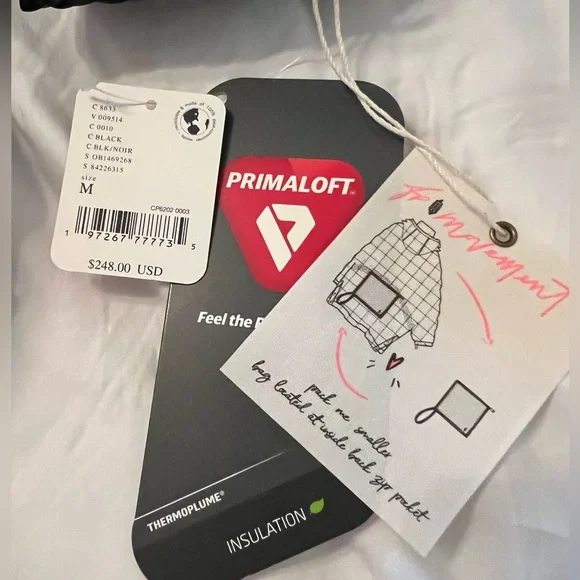 C 8633
V 009514
C 0010
C BLACK
C BLK/NOIR
S OB1469268
S 84226315
size
M
CP6202 0003
1 97267 77773 5
$248.00 USD
PRIMALOFT
Feel the
THERMOPLUME®
INSULATION
fp movement
pack me smaller
bag located at inside back zip pocket